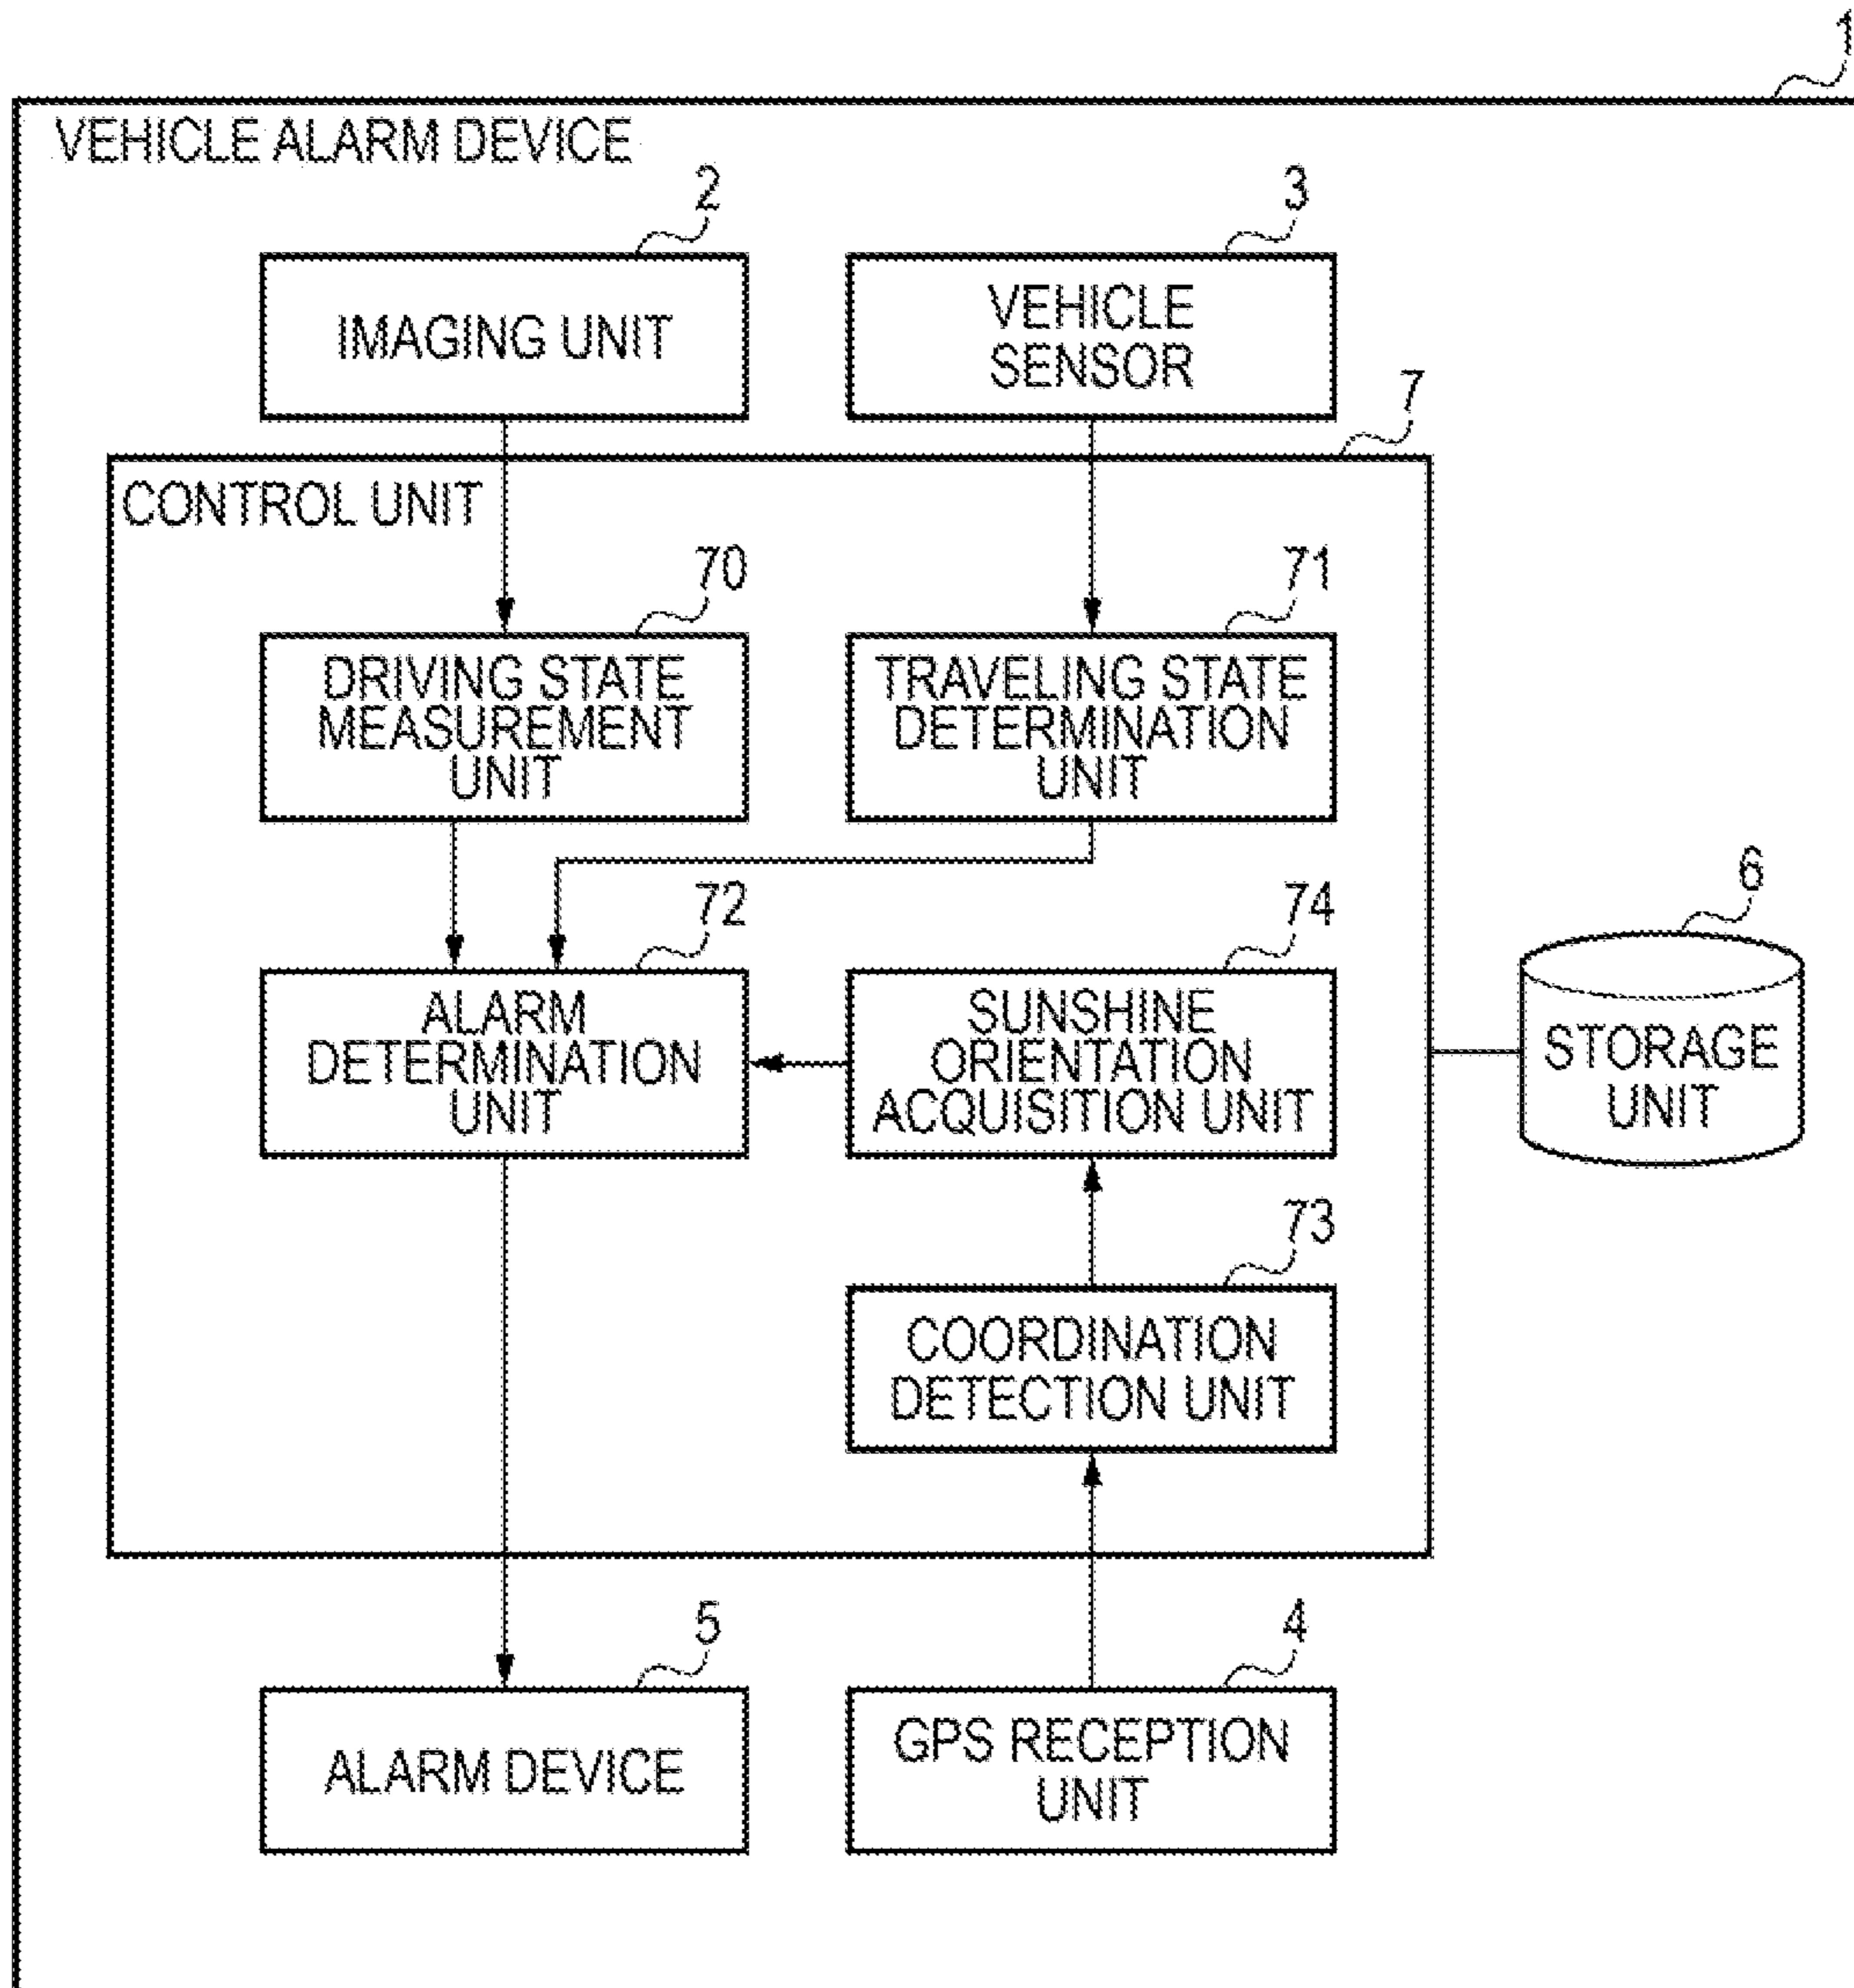 1
VEHICLE ALARM DEVICE
2
3
IMAGING UNIT
VEHICLE
SENSOR
7
CONTROL UNIT
70
71
DRIVING STATE
MEASUREMENT
UNIT
TRAVELING STATE
DETERMINATION
UNIT
72
74
6
ALARM
DETERMINATION
UNIT
SUNSHINE
ORIENTATION
ACQUISITION UNIT
STORAGE
UNIT
73
COORDINATION
DETECTION UNIT
5
4
ALARM DEVICE
GPS RECEPTION
UNIT